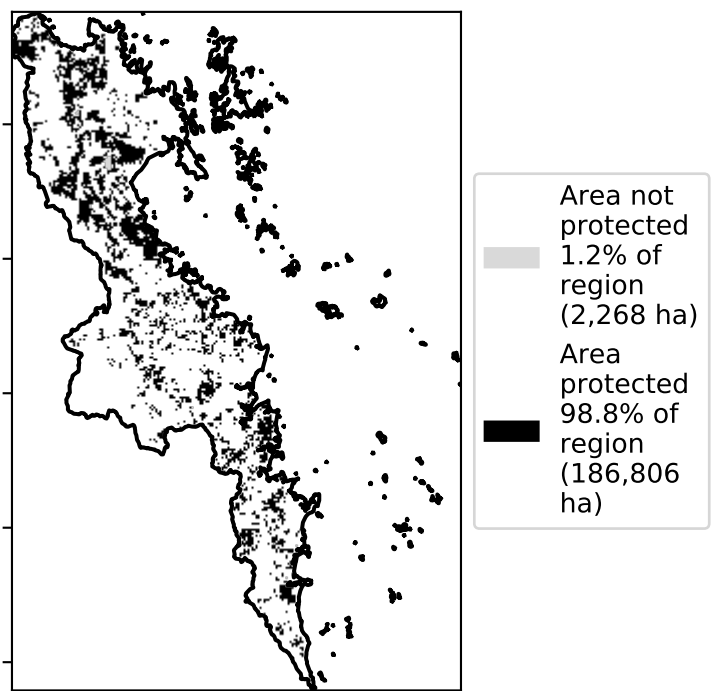 Area not
protected
1.2% of
region
(2,268 ha)
Area
protected
98.8% of
region
(186,806
ha)